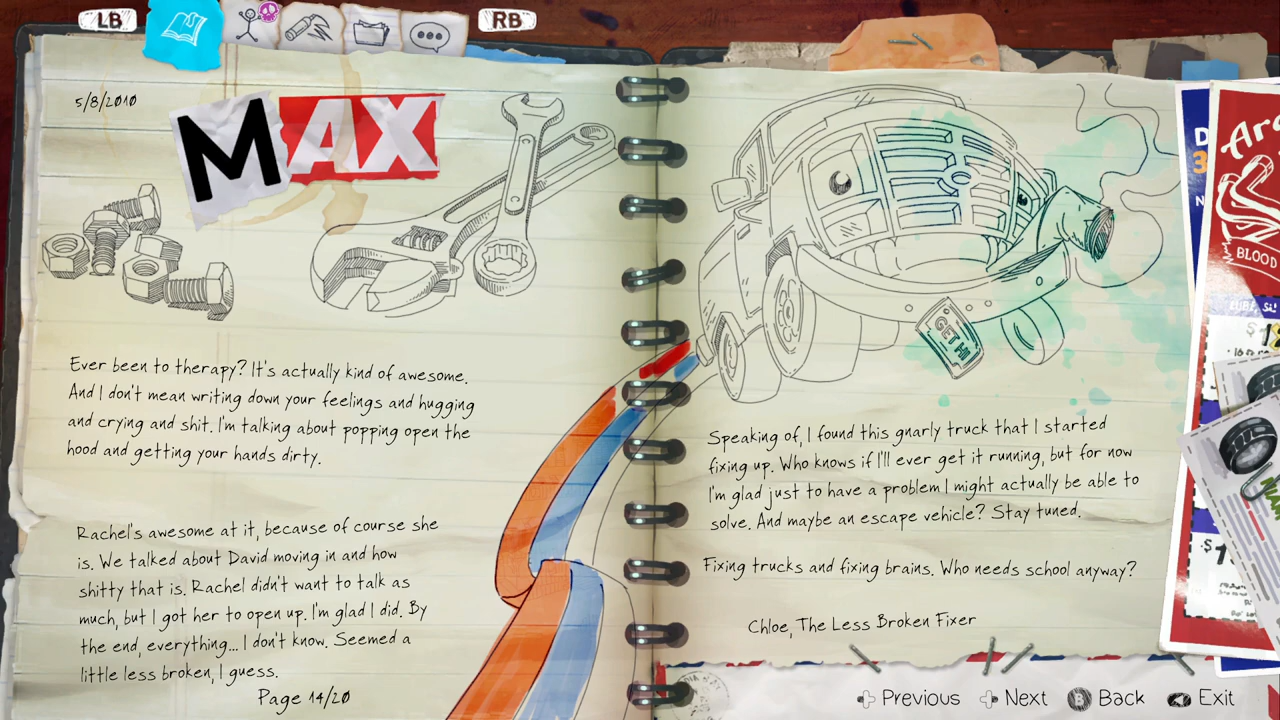 LB
RB
5/8/2010
MAX
GET HI
Ever been to therapy? It's actually kind of awesome.
And I don't mean writing down your feelings and hugging
and crying and shit. I'm talking about popping open the
hood and getting your hands dirty.
Rachel's awesome at it, because of course she
is. We talked about David moving in and how
shitty that is. Rachel didn't want to talk as
much, but I got her to open up. I'm glad I did. By
the end, everything... I don't know. Seemed a
little less broken, I guess.
Page 14/20
Speaking of, I found this gnarly truck that I started
fixing up. Who knows if I'll ever get it running, but for now
I'm glad just to have a problem I might actually be able to
solve. And maybe an escape vehicle? Stay tuned.
Fixing trucks and fixing brains. Who needs school anyway?
Chloe, The Less Broken Fixer
BLOOD
Previous
Next
B Back
Exit